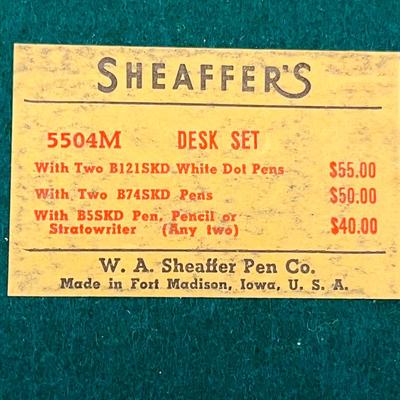 SHEAFFER'S
5504M DESK SET
With Two B121SKD White Dot Pens $55.00
With Two B74SKD Pens $50.00
With B5SKD Pen, Pencil or
Stratowriter (Any two) $40.00
W. A. Sheaffer Pen Co.
Made in Fort Madison, Iowa, U. S. A.